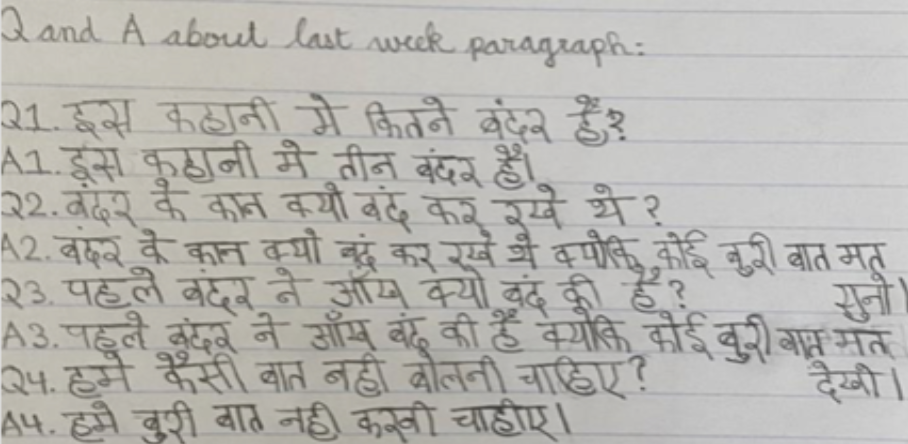 Q and A about last week paragraph:
Q1. इस कहानी मे कितने बंदर हैं?
A1. इस कहानी मे तीन बंदर हैं।
Q2. बंदर के कान क्यो बंद कर रखे थे?
A2. बंदर के कान क्यो बंद कर रखे थे क्योकि कोई बुरी बात मत
सुनो।
Q3. पहले बंदर ने आँख क्यो बंद की है?
A3. पहले बंदर ने आँख बंद की है क्योकि कोई बुरी बात मत
देखो।
Q4. हमे कैसी बात नही बोलनी चाहिए?
A4. हमे बुरी बात नही करनी चाहीए।